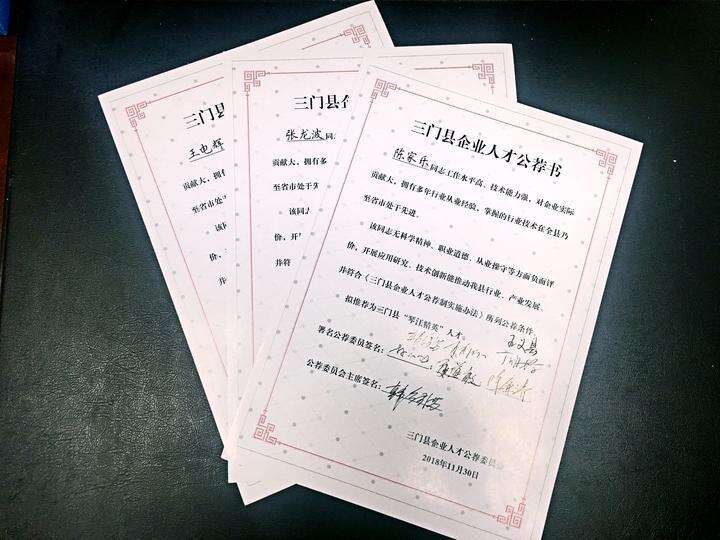 三门县
王电辉
贡献大，拥有
至省市处于
该同
价，
并符
三门县
张龙波 同
贡献大，拥有多
至省市处于先
该同志
价，开
并符
三门县企业人才公荐书
陈家乐 同志工作水平高、技术能力强，对企业实际
贡献大，拥有多年行业从业经验，掌握的行业技术在全县乃
至省市处于先进。
该同志无科学精神、职业道德、从业操守等方面负面评
价，开展应用研究、技术创新能推动我县行业、产业发展，
并符合《三门县企业人才公荐制实施办法》所列公荐条件，
拟推荐为三门县“琴江精英”人才。
署名公荐委员签名：
公荐委员会主席签名：
三门县企业人才公荐委员会
2018年11月30日